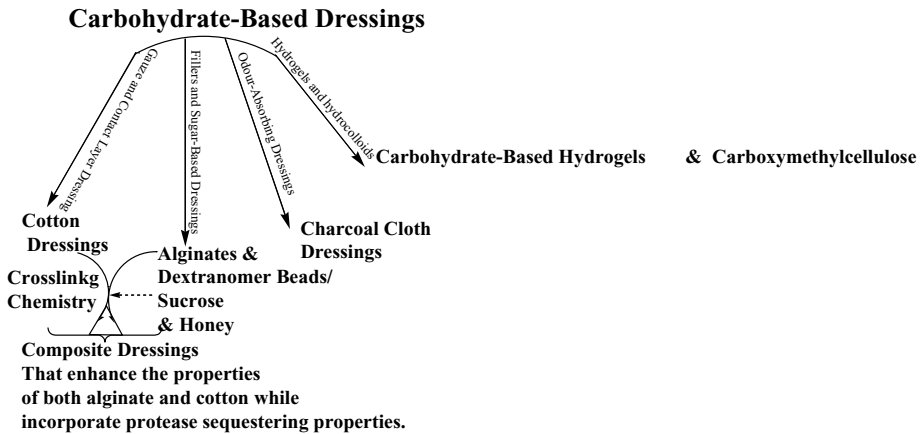 Carbohydrate-Based Dressings
Gauze and Contact Layer Dressing
Fillers and Sugar-Based Dressings
Odour-Absorbing Dressings
Hydrogels and hydrocolloids
Carbohydrate-Based Hydrogels & Carboxymethylcellulose
Cotton
Dressings
Charcoal Cloth
Dressings
Alginates &
Dextranomer Beads/
Sucrose
& Honey
Crosslinkg
Chemistry
Composite Dressings
That enhance the properties
of both alginate and cotton while
incorporate protease sequestering properties.